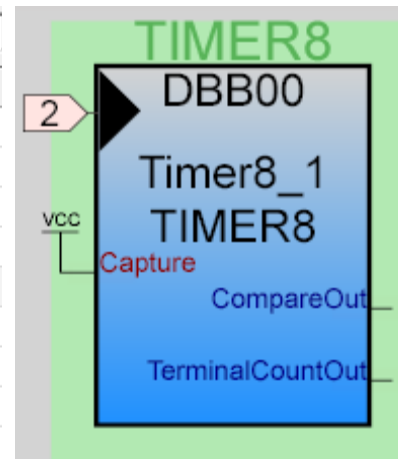 TIMER8
DBB00
2
Timer8_1
TIMER8
vcc
Capture
CompareOut
TerminalCountOut